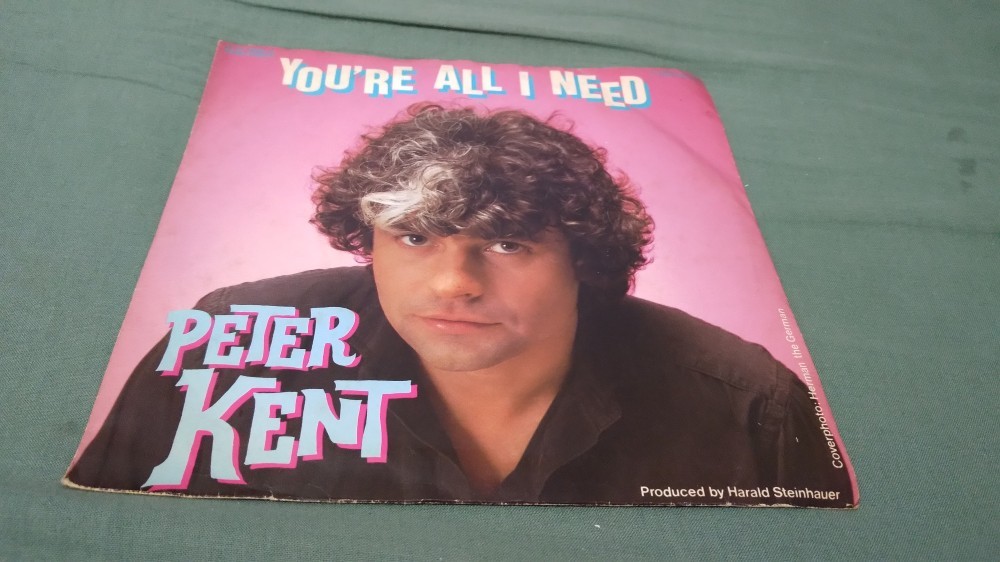 YOU'RE ALL I NEED
PETER
KENT
Coverphoto: Herman the German
Produced by Harald Steinhauer